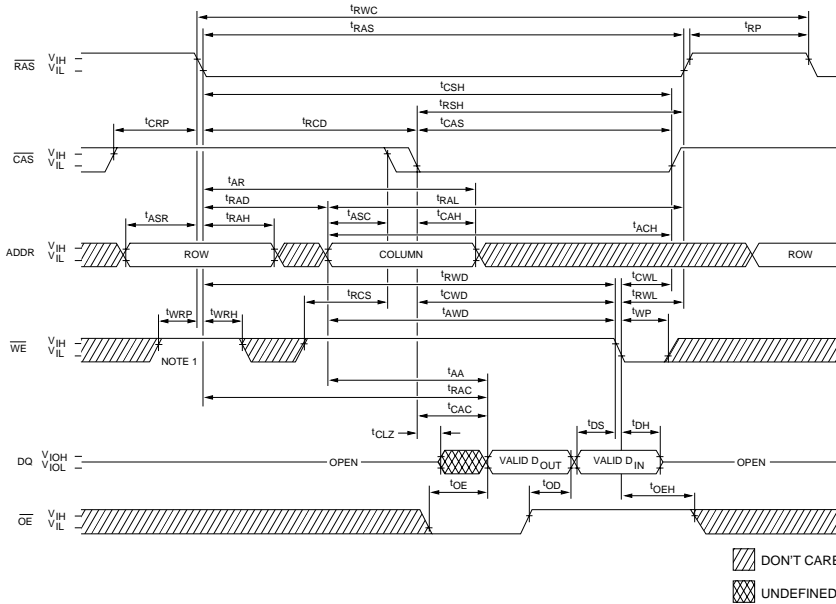 tRWC
tRAS tRP
RAS VIH
VIL
tCSH
tRSH
tCRP tRCD tCAS
CAS VIH
VIL
tAR
tRAD tRAL
tASR tRAH tASC tCAH
tACH
ADDR VIH
VIL
ROW COLUMN ROW
tRWD tCWL
tRCS tCWD tRWL
tWRP tWRH tAWD tWP
WE VIH
VIL
NOTE 1
tAA
tRAC
tCAC
tCLZ tDS tDH
DQ VIOH
VIOL
OPEN VALID DOUT VALID DIN OPEN
tOE tOD tOEH
OE VIH
VIL
DON'T CARE
UNDEFINED